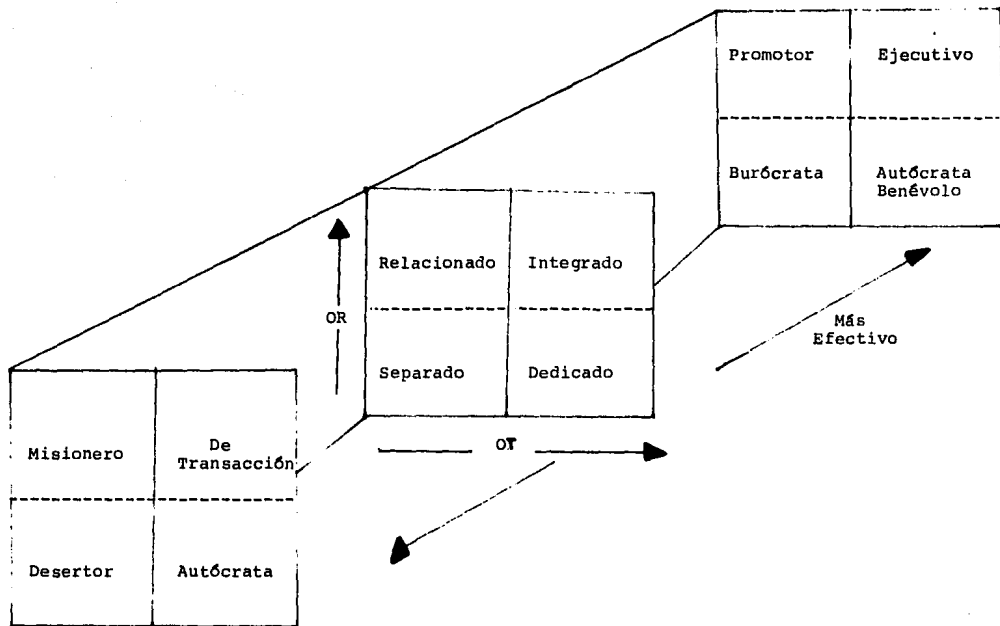 Promotor
Ejecutivo
Burócrata
Autócrata
Benévolo
Relacionado
Integrado
OR
Separado
Dedicado
OT
Más
Efectivo
Misionero
De
Transacción
Desertor
Autócrata